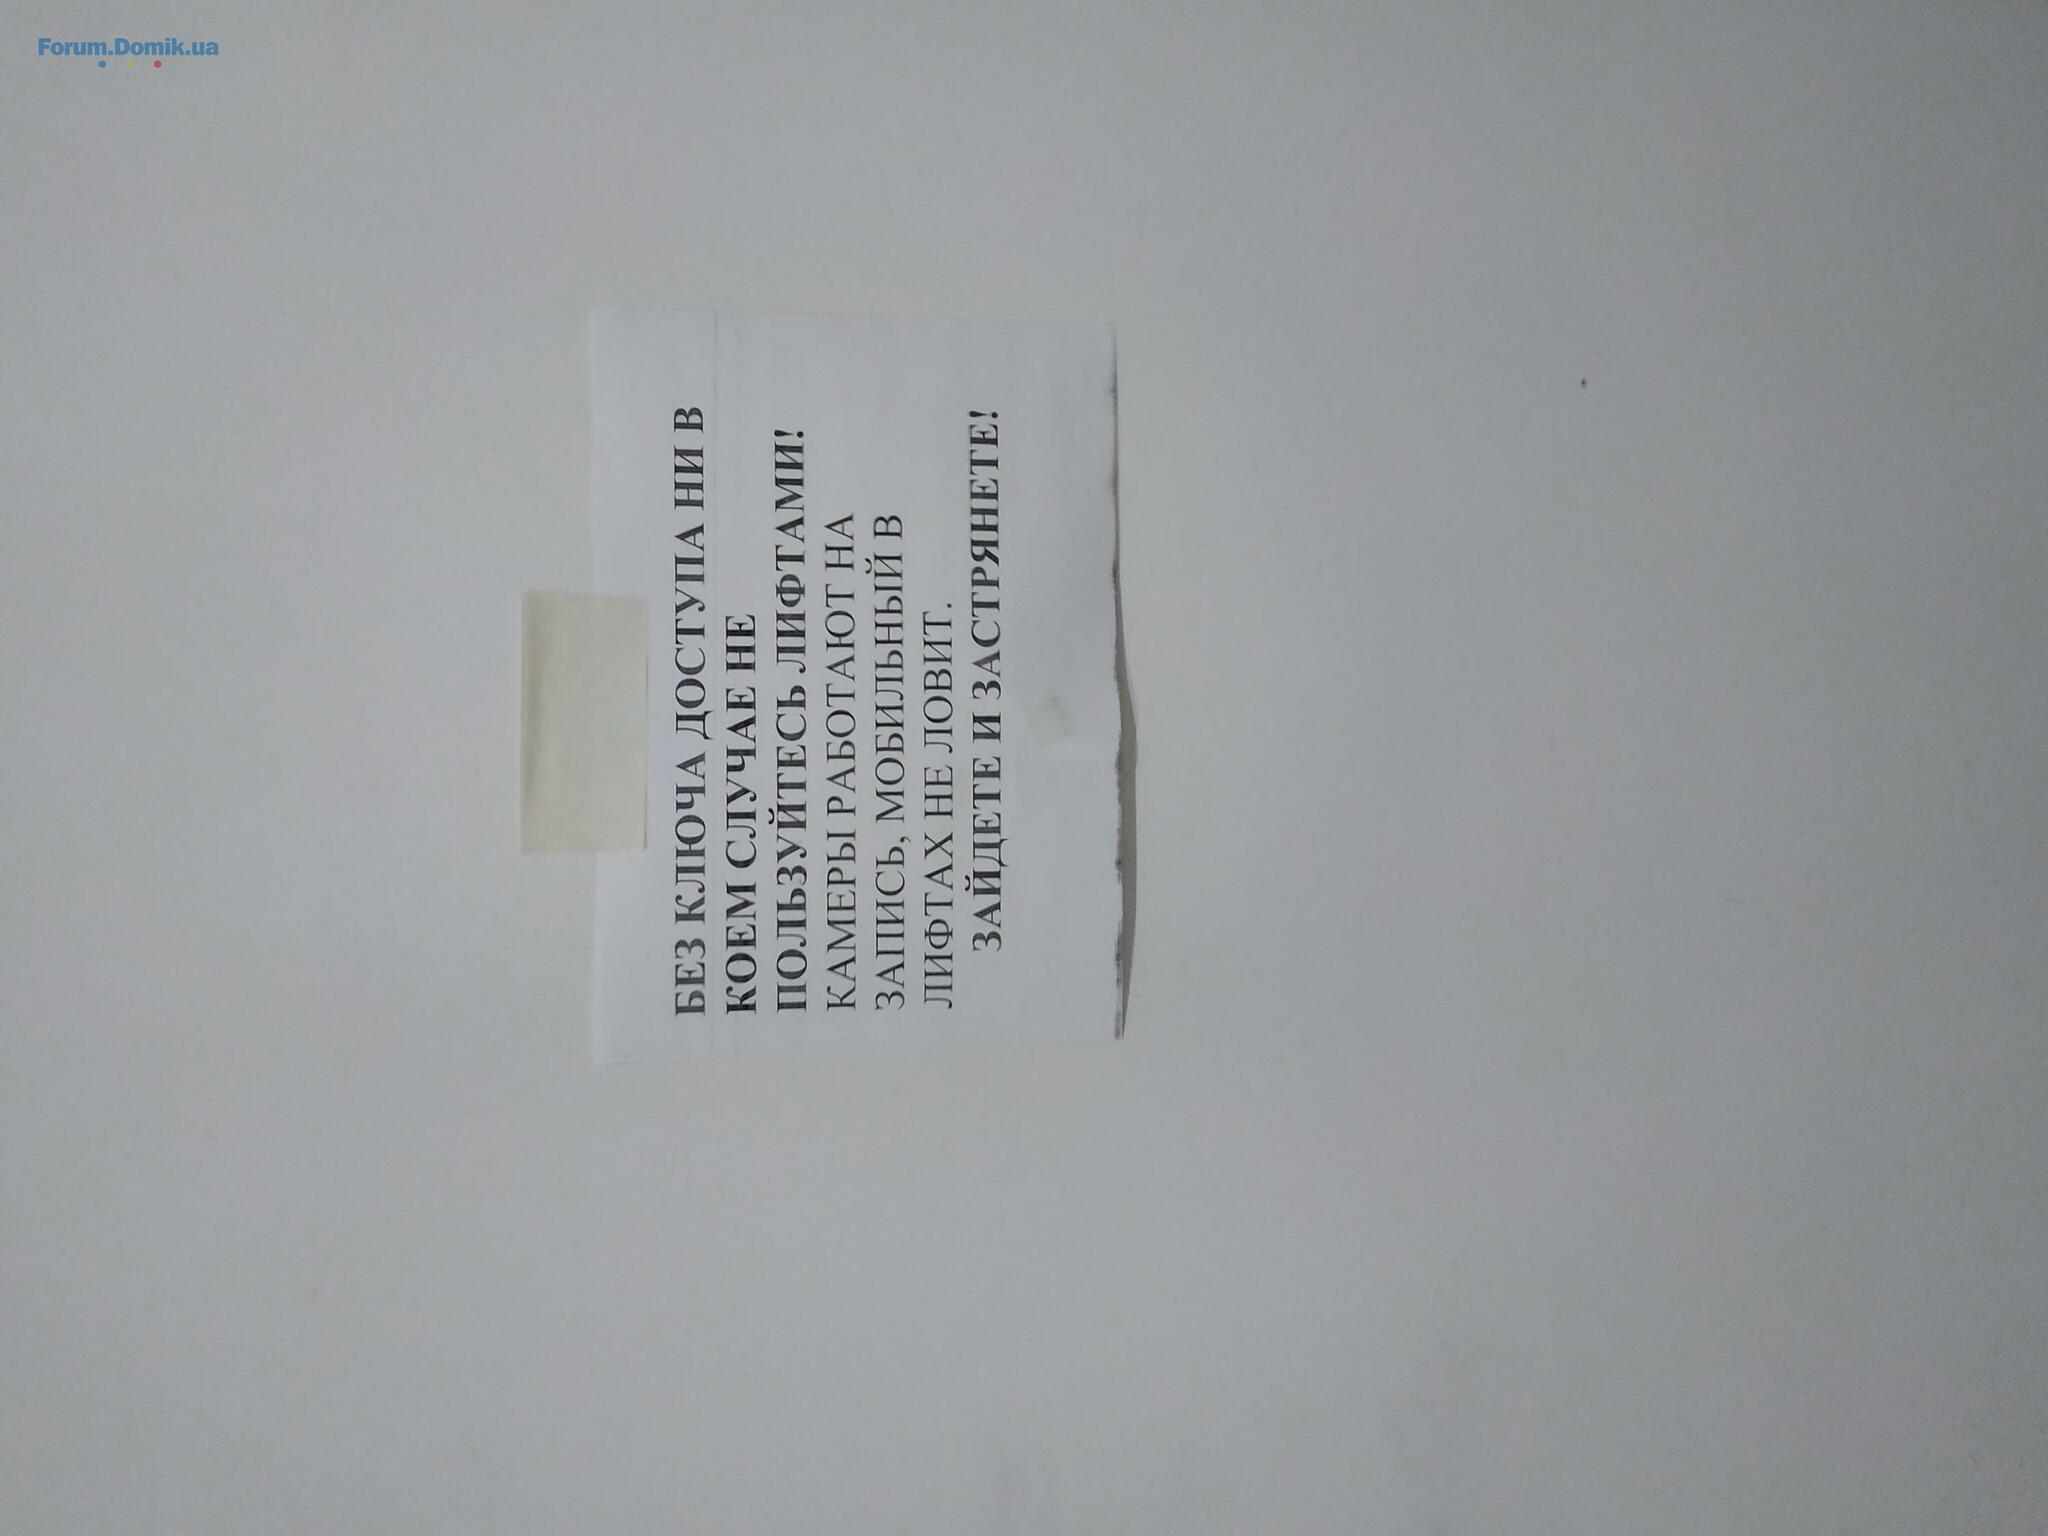 Forum.Domik.ua
БЕЗ КЛЮЧА ДОСТУПА НИ В
КОЕМ СЛУЧАЕ НЕ
ПОЛЬЗУЙТЕСЬ ЛИФТАМИ!
КАМЕРЫ РАБОТАЮТ НА
ЗАПИСЬ, МОБИЛЬНЫЙ В
ЛИФТАХ НЕ ЛОВИТ.
ЗАЙДЕТЕ И ЗАСТРЯНЕТЕ!